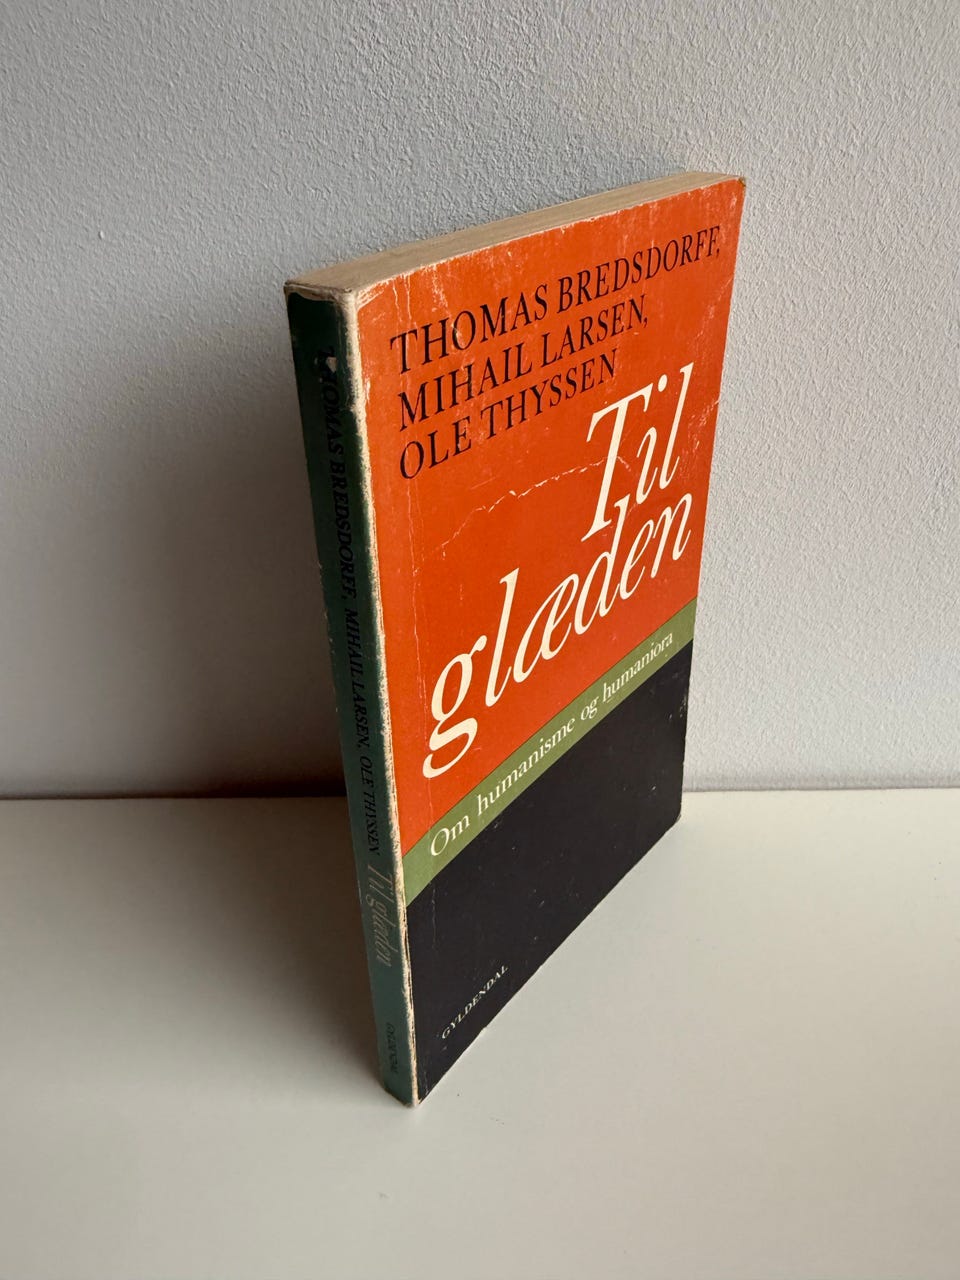 THOMAS BREDSDORFF,
MIHAIL LARSEN,
OLE THYSSEN
Til
glæden
Om humanisme og humaniora
GYLDENDAL
THOMAS BREDSDORFF, MIHAIL LARSEN, OLE THYSSEN Til glæden GYLDENDAL